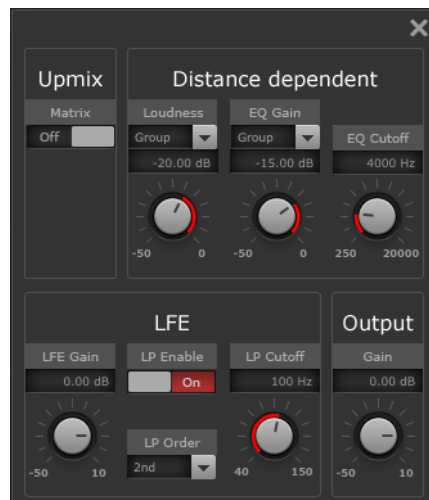 Upmix
Matrix
Off
Distance dependent
Loudness
Group
-20.00 dB
-50 0
EQ Gain
Group
-15.00 dB
-50 0
EQ Cutoff
4000 Hz
250 20000
LFE
LFE Gain
0.00 dB
-50 10
LP Enable
On
LP Order
2nd
LP Cutoff
100 Hz
40 150
Output
Gain
0.00 dB
-50 10